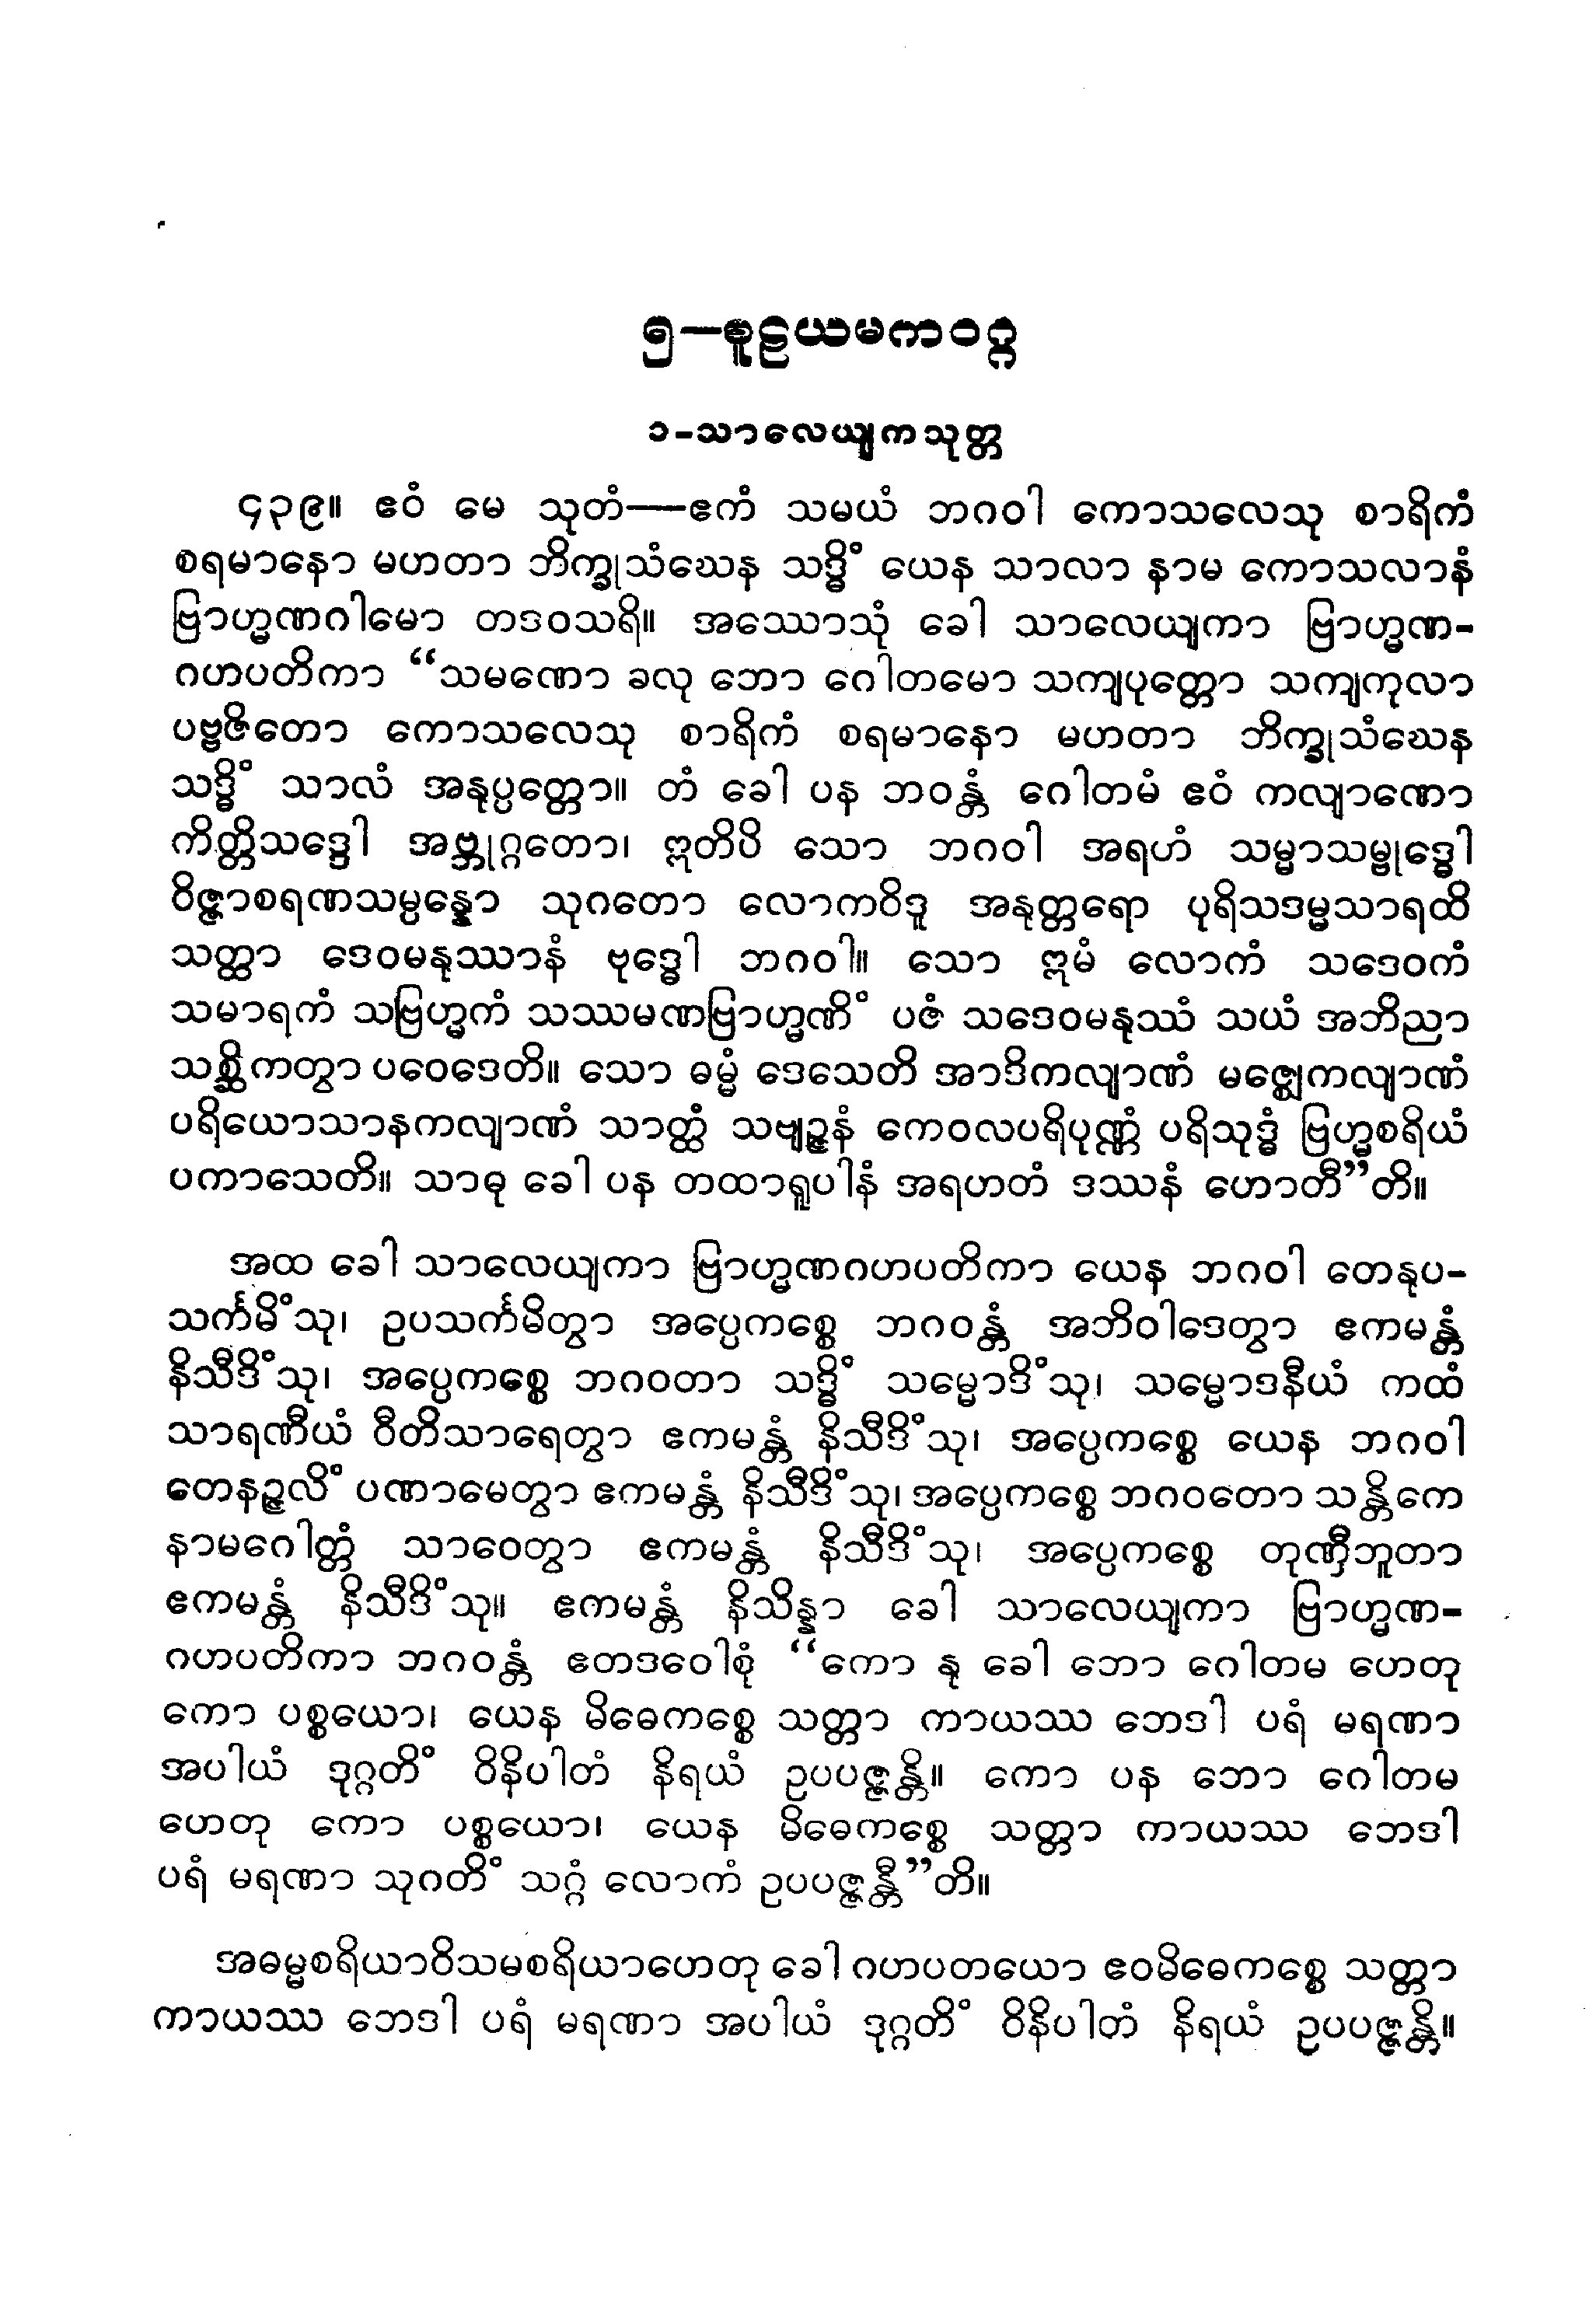 ၅—စူဠယမကဝဂ္ဂ
၁-သာလေယျကသုတ္တ
၄၃၉။ ဧဝံ မေ သုတံ—ဧကံ သမယံ ဘဂဝါ ကောသလေသု စာရိကံ
စရမာနော မဟတာ ဘိက္ခုသံဃေန သဒ္ဓိံ ယေန သာလာ နာမ ကောသလာနံ
ဗြာဟ္မဏဂါမော တဒဝသရိ။ အဿောသုံ ခေါ သာလေယျကာ ဗြာဟ္မဏ-
ဂဟပတိကာ “သမဏော ခလု ဘော ဂေါတမော သကျပုတ္တော သကျကုလာ
ပဗ္ဗဇိတော ကောသလေသု စာရိကံ စရမာနော မဟတာ ဘိက္ခုသံဃေန
သဒ္ဓိံ သာလံ အနုပ္ပတ္တော။ တံ ခေါ ပန ဘဝန္တံ ဂေါတမံ ဧဝံ ကလျာဏော
ကိတ္တိသဒ္ဒေါ အဗ္ဘုဂ္ဂတော၊ ဣတိပိ သော ဘဂဝါ အရဟံ သမ္မာသမ္ဗုဒ္ဓေါ
ဝိဇ္ဇာစရဏသမ္ပန္နော သုဂတော လောကဝိဒူ အနုတ္တရော ပုရိသဒမ္မသာရထိ
သတ္ထာ ဒေဝမနုဿာနံ ဗုဒ္ဓေါ ဘဂဝါ။ သော ဣမံ လောကံ သဒေဝကံ
သမာရကံ သဗြဟ္မကံ သဿမဏဗြာဟ္မဏိံ ပဇံ သဒေဝမနုဿံ သယံ အဘိညာ
သစ္ဆိကတွာ ပဝေဒေတိ။ သော ဓမ္မံ ဒေသေတိ အာဒိကလျာဏံ မဇ္ဈေကလျာဏံ
ပရိယောသာနကလျာဏံ သာတ္ထံ သဗျဉ္ဇနံ ကေဝလပရိပုဏ္ဏံ ပရိသုဒ္ဓံ ဗြဟ္မစရိယံ
ပကာသေတိ။ သာဓု ခေါ ပန တထာရူပါနံ အရဟတံ ဒဿနံ ဟောတီ”တိ။
အထ ခေါ သာလေယျကာ ဗြာဟ္မဏဂဟပတိကာ ယေန ဘဂဝါ တေနုပ-
သင်္ကမိံသု၊ ဥပသင်္ကမိတွာ အပ္ပေကစ္စေ ဘဂဝန္တံ အဘိဝါဒေတွာ ဧကမန္တံ
နိသီဒိံသု၊ အပ္ပေကစ္စေ ဘဂဝတာ သဒ္ဓိံ သမ္မောဒိံသု၊ သမ္မောဒနီယံ ကထံ
သာရဏီယံ ဝီတိသာရေတွာ ဧကမန္တံ နိသီဒိံသု၊ အပ္ပေကစ္စေ ယေန ဘဂဝါ
တေနဉ္ဇလိံ ပဏာမေတွာ ဧကမန္တံ နိသီဒိံသု၊ အပ္ပေကစ္စေ ဘဂဝတော သန္တိကေ
နာမဂေါတ္တံ သာဝေတွာ ဧကမန္တံ နိသီဒိံသု၊ အပ္ပေကစ္စေ တုဏှီဘူတာ
ဧကမန္တံ နိသီဒိံသု။ ဧကမန္တံ နိသိန္နာ ခေါ သာလေယျကာ ဗြာဟ္မဏ-
ဂဟပတိကာ ဘဂဝန္တံ ဧတဒဝေါစုံ “ကော နု ခေါ ဘော ဂေါတမ ဟေတု
ကော ပစ္စယော၊ ယေန မိဓေကစ္စေ သတ္တာ ကာယဿ ဘေဒါ ပရံ မရဏာ
အပါယံ ဒုဂ္ဂတိံ ဝိနိပါတံ နိရယံ ဥပပဇ္ဇန္တိ။ ကော ပန ဘော ဂေါတမ
ဟေတု ကော ပစ္စယော၊ ယေန မိဓေကစ္စေ သတ္တာ ကာယဿ ဘေဒါ
ပရံ မရဏာ သုဂတိံ သဂ္ဂံ လောကံ ဥပပဇ္ဇန္တီ”တိ။
အဓမ္မစရိယာဝိသမစရိယာဟေတု ခေါ ဂဟပတယော ဧဝမိဓေကစ္စေ သတ္တာ
ကာယဿ ဘေဒါ ပရံ မရဏာ အပါယံ ဒုဂ္ဂတိံ ဝိနိပါတံ နိရယံ ဥပပဇ္ဇန္တိ။